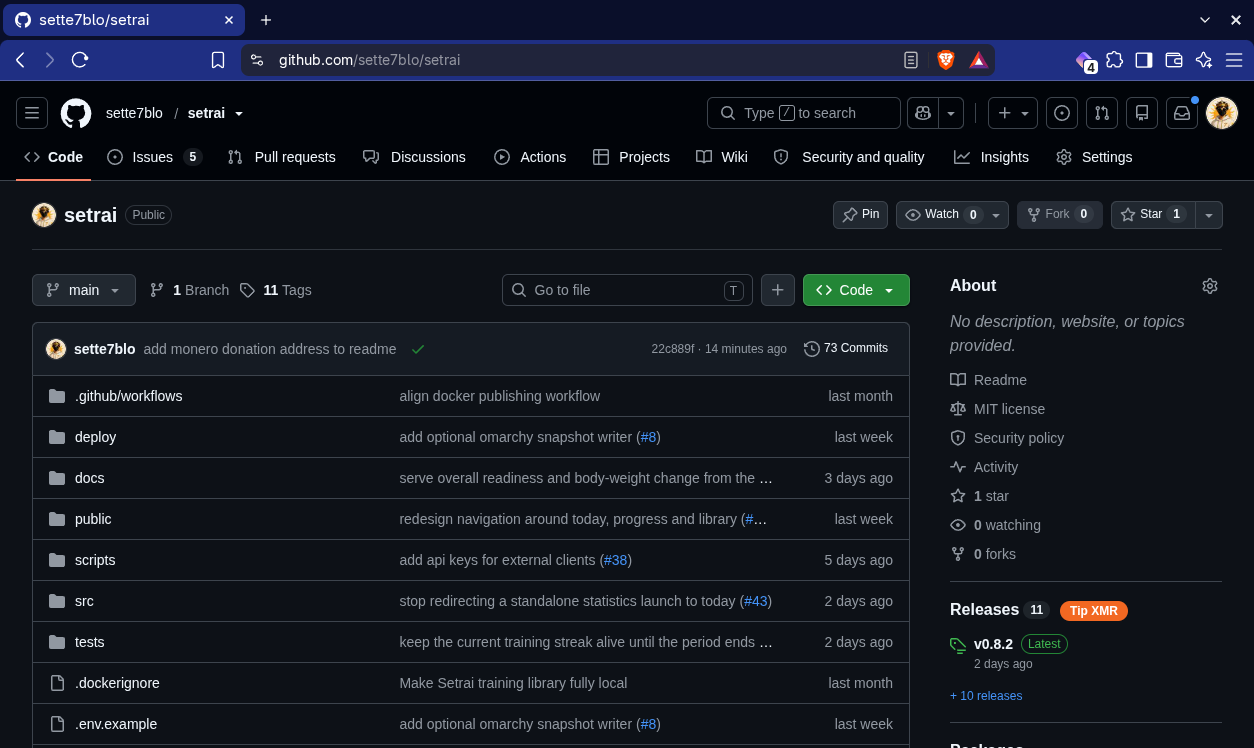 sette7blo/setrai
github.com/sette7blo/setrai
4
sette7blo / setrai
Type / to search
Code
Issues 5
Pull requests
Discussions
Actions
Projects
Wiki
Security and quality
Insights
Settings
setrai Public
Pin
Watch 0
Fork 0
Star 1
main
1 Branch
11 Tags
Go to file T
Code
sette7blo add monero donation address to readme
22c889f · 14 minutes ago
73 Commits
.github/workflows align docker publishing workflow last month
deploy add optional omarchy snapshot writer (#8) last week
docs serve overall readiness and body-weight change from the … 3 days ago
public redesign navigation around today, progress and library (#… last week
scripts add api keys for external clients (#38) 5 days ago
src stop redirecting a standalone statistics launch to today (#43) 2 days ago
tests keep the current training streak alive until the period ends … 2 days ago
.dockerignore Make Setrai training library fully local last month
.env.example add optional omarchy snapshot writer (#8) last week
About
No description, website, or topics
provided.
Readme
MIT license
Security policy
Activity
1 star
0 watching
0 forks
Releases 11 Tip XMR
v0.8.2 Latest
2 days ago
+ 10 releases
Packages